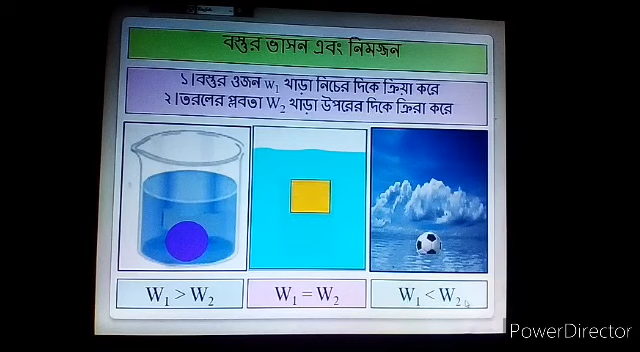 বস্তুর ভাসন এবং নিমজ্জন
১।বস্তুর ওজন W₁ খাড়া নিচের দিকে ক্রিয়া করে
২।তরলের প্লবতা W₂ খাড়া উপরের দিকে ক্রিয়া করে
W₁ > W₂
W₁ = W₂
W₁ < W₂
PowerDirector